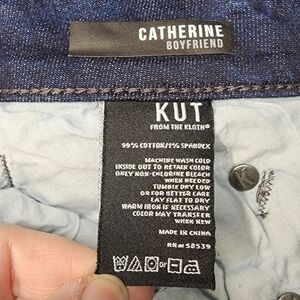 CATHERINE
BOYFRIEND
KUT
FROM THE KLOTH®
99% COTTON/1% SPANDEX
MACHINE WASH COLD
INSIDE OUT TO RETAIN COLOR
ONLY NON-CHLORINE BLEACH
WHEN NEEDED
TUMBLE DRY LOW
OR FOR BETTER CARE
LAY FLAT TO DRY
WARM IRON IS NECESSARY
COLOR MAY TRANSFER
WHEN NEW
MADE IN CHINA
RN# 58539
or